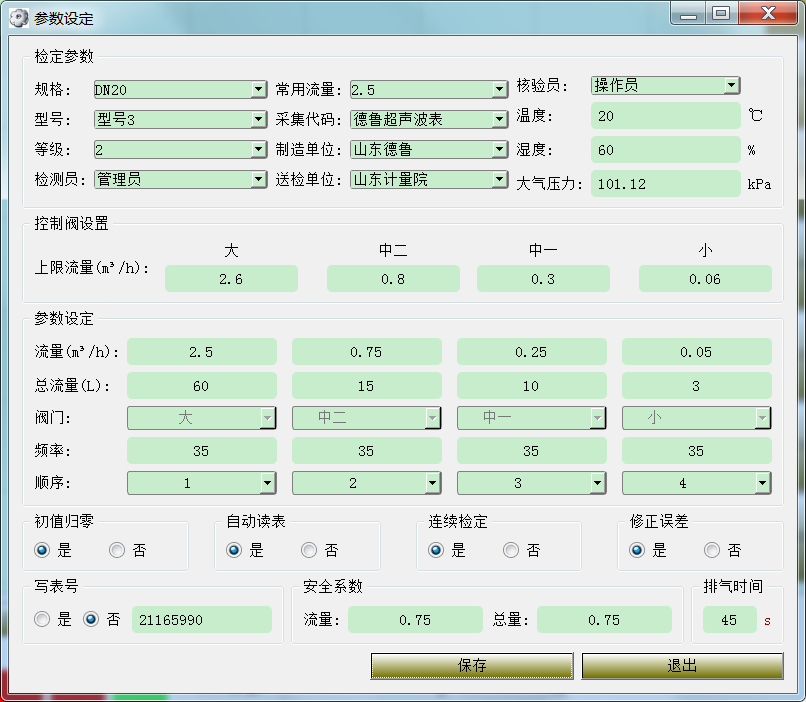 参数设定
检定参数
规格: DN20 常用流量: 2.5 核验员: 操作员
型号: 型号3 采集代码: 德鲁超声波表 温度: 20 ℃
等级: 2 制造单位: 山东德鲁 湿度: 60 %
检测员: 管理员 送检单位: 山东计量院 大气压力: 101.12 kPa
控制阀设置
大 中二 中一 小
上限流量(m³/h): 2.6 0.8 0.3 0.06
参数设定
流量(m³/h): 2.5 0.75 0.25 0.05
总流量(L): 60 15 10 3
阀门: 大 中二 中一 小
频率: 35 35 35 35
顺序: 1 2 3 4
初值归零 自动读表 连续检定 修正误差
是 否 是 否 是 否 是 否
写表号 安全系数 排气时间
是 否 21165990 流量: 0.75 总量: 0.75 45 s
保存 退出